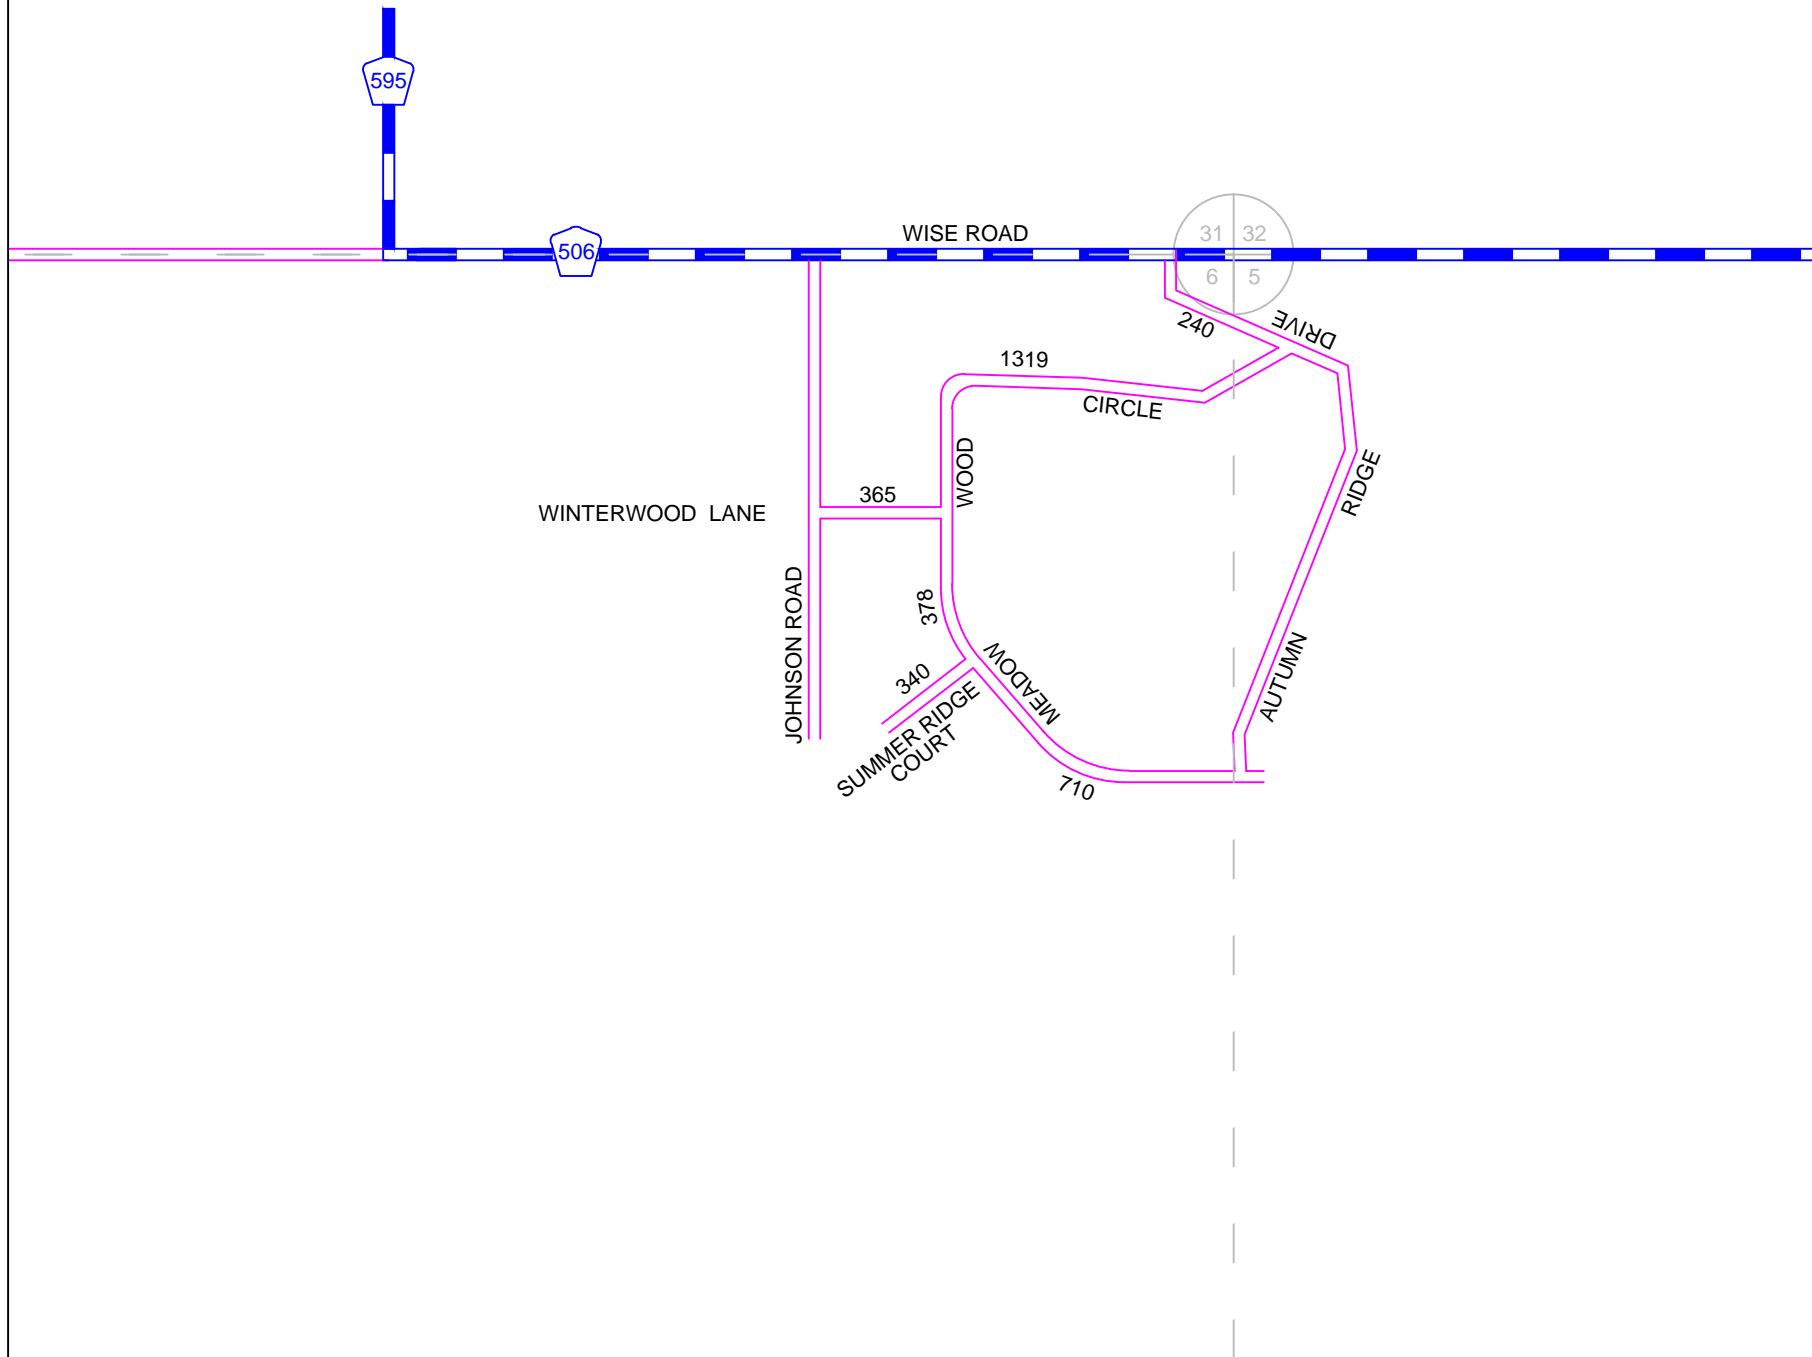 595
WISE ROAD
506
31 32
6 5
240
DRIVE
1319
CIRCLE
WOOD
RIDGE
365
WINTERWOOD LANE
JOHNSON ROAD
378
MEADOW
AUTUMN
340
SUMMER RIDGE
COURT
710